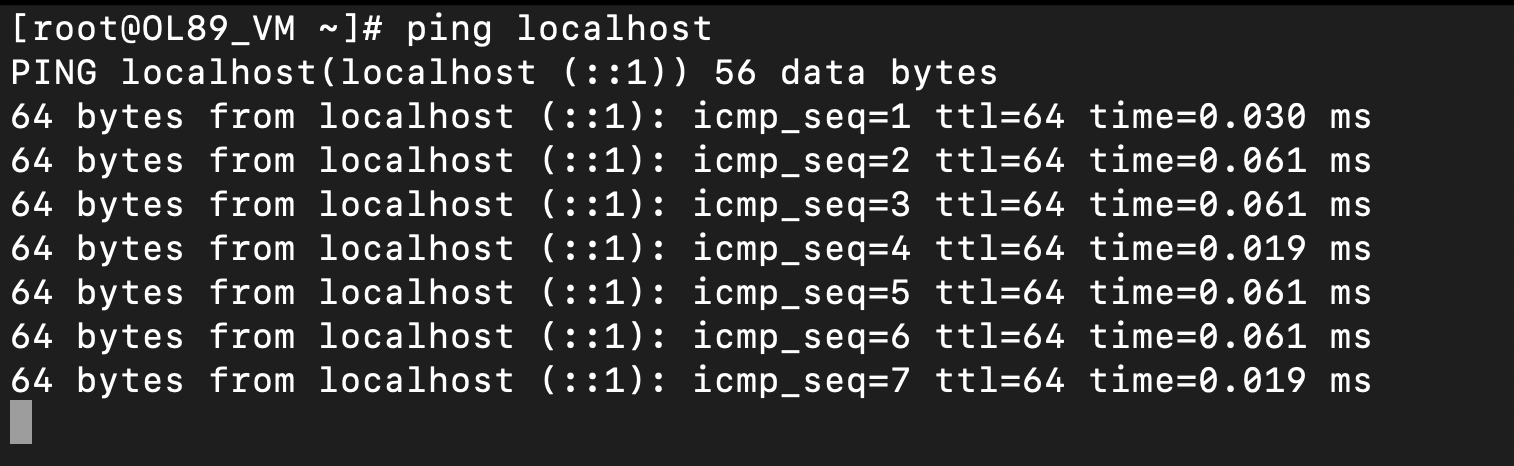 [root@OL89_VM ~]# ping localhost
PING localhost(localhost (::1)) 56 data bytes
64 bytes from localhost (::1): icmp_seq=1 ttl=64 time=0.030 ms
64 bytes from localhost (::1): icmp_seq=2 ttl=64 time=0.061 ms
64 bytes from localhost (::1): icmp_seq=3 ttl=64 time=0.061 ms
64 bytes from localhost (::1): icmp_seq=4 ttl=64 time=0.019 ms
64 bytes from localhost (::1): icmp_seq=5 ttl=64 time=0.061 ms
64 bytes from localhost (::1): icmp_seq=6 ttl=64 time=0.061 ms
64 bytes from localhost (::1): icmp_seq=7 ttl=64 time=0.019 ms